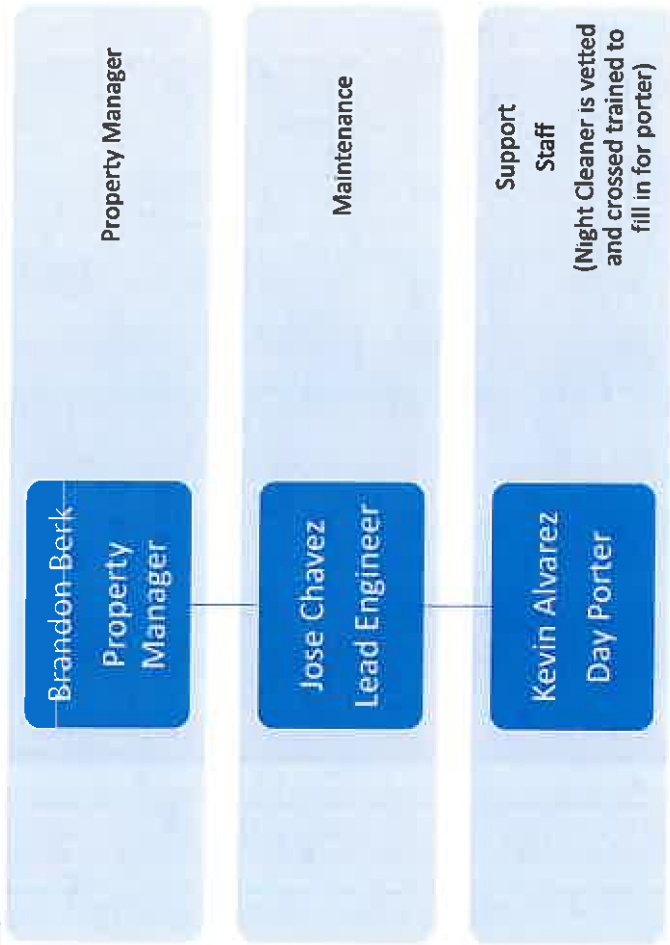 Property Manager
Brandon Berk
Property
Manager
Maintenance
Jose Chavez
Lead Engineer
Support
Staff
(Night Cleaner is vetted
and crossed trained to
fill in for porter)
Kevin Alvarez
Day Porter